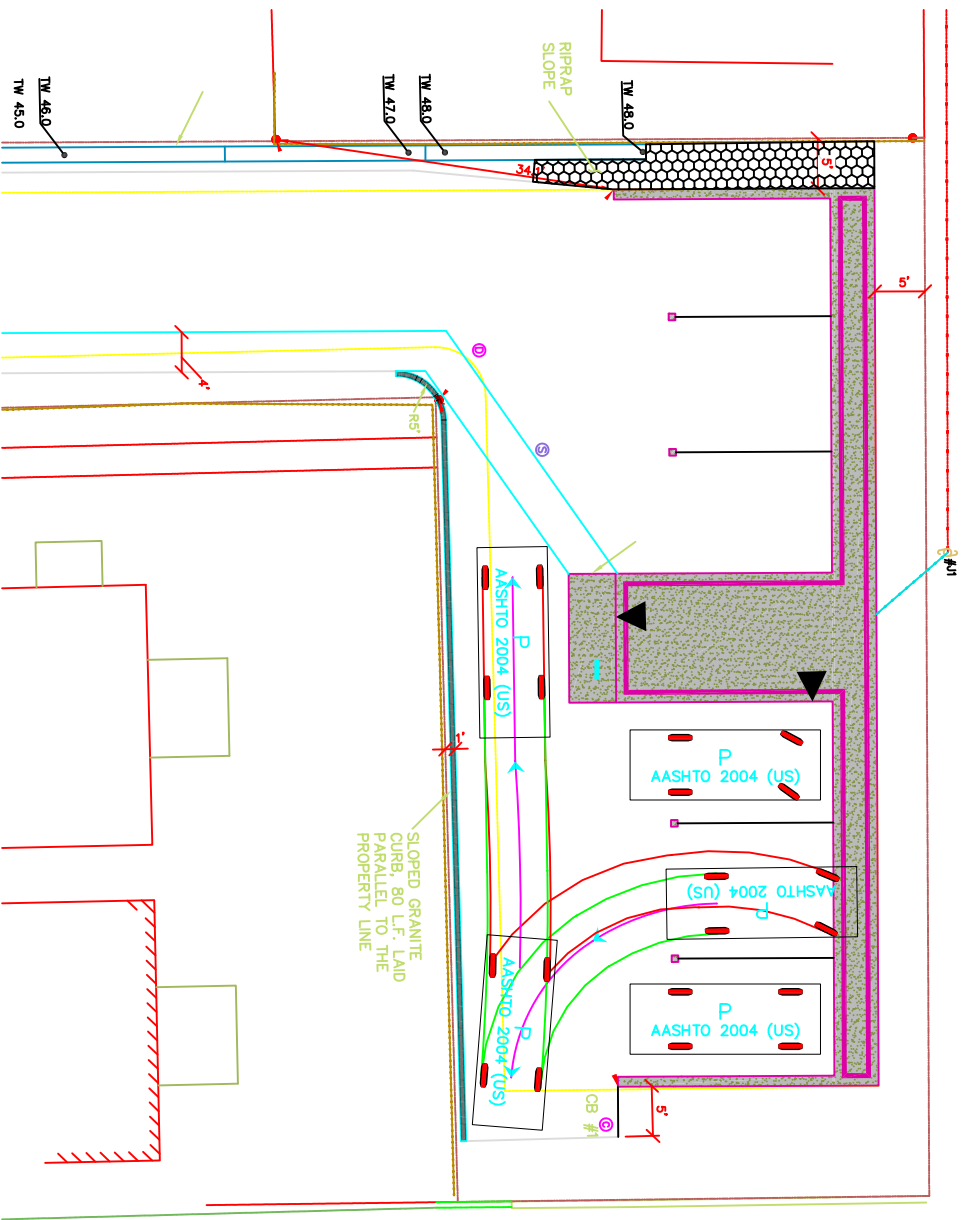 RIPRAP
SLOPE
TW 48.0
TW 48.0
TW 47.0
TW 46.0
TW 45.0
5'
34.1
5'
4'
R5'
D
S
#J1
P
AASHTO 2004 (US)
P
AASHTO 2004 (US)
P
AASHTO 2004 (US)
P
AASHTO 2004 (US)
P
AASHTO 2004 (US)
1'
SLOPED GRANITE
CURB, 80 L.F. LAID
PARALLEL TO THE
PROPERTY LINE
CB #1
C
5'